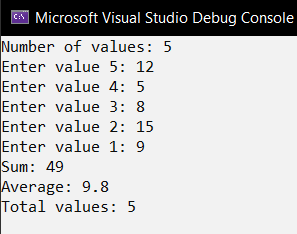 Microsoft Visual Studio Debug Console
Number of values: 5
Enter value 5: 12
Enter value 4: 5
Enter value 3: 8
Enter value 2: 15
Enter value 1: 9
Sum: 49
Average: 9.8
Total values: 5